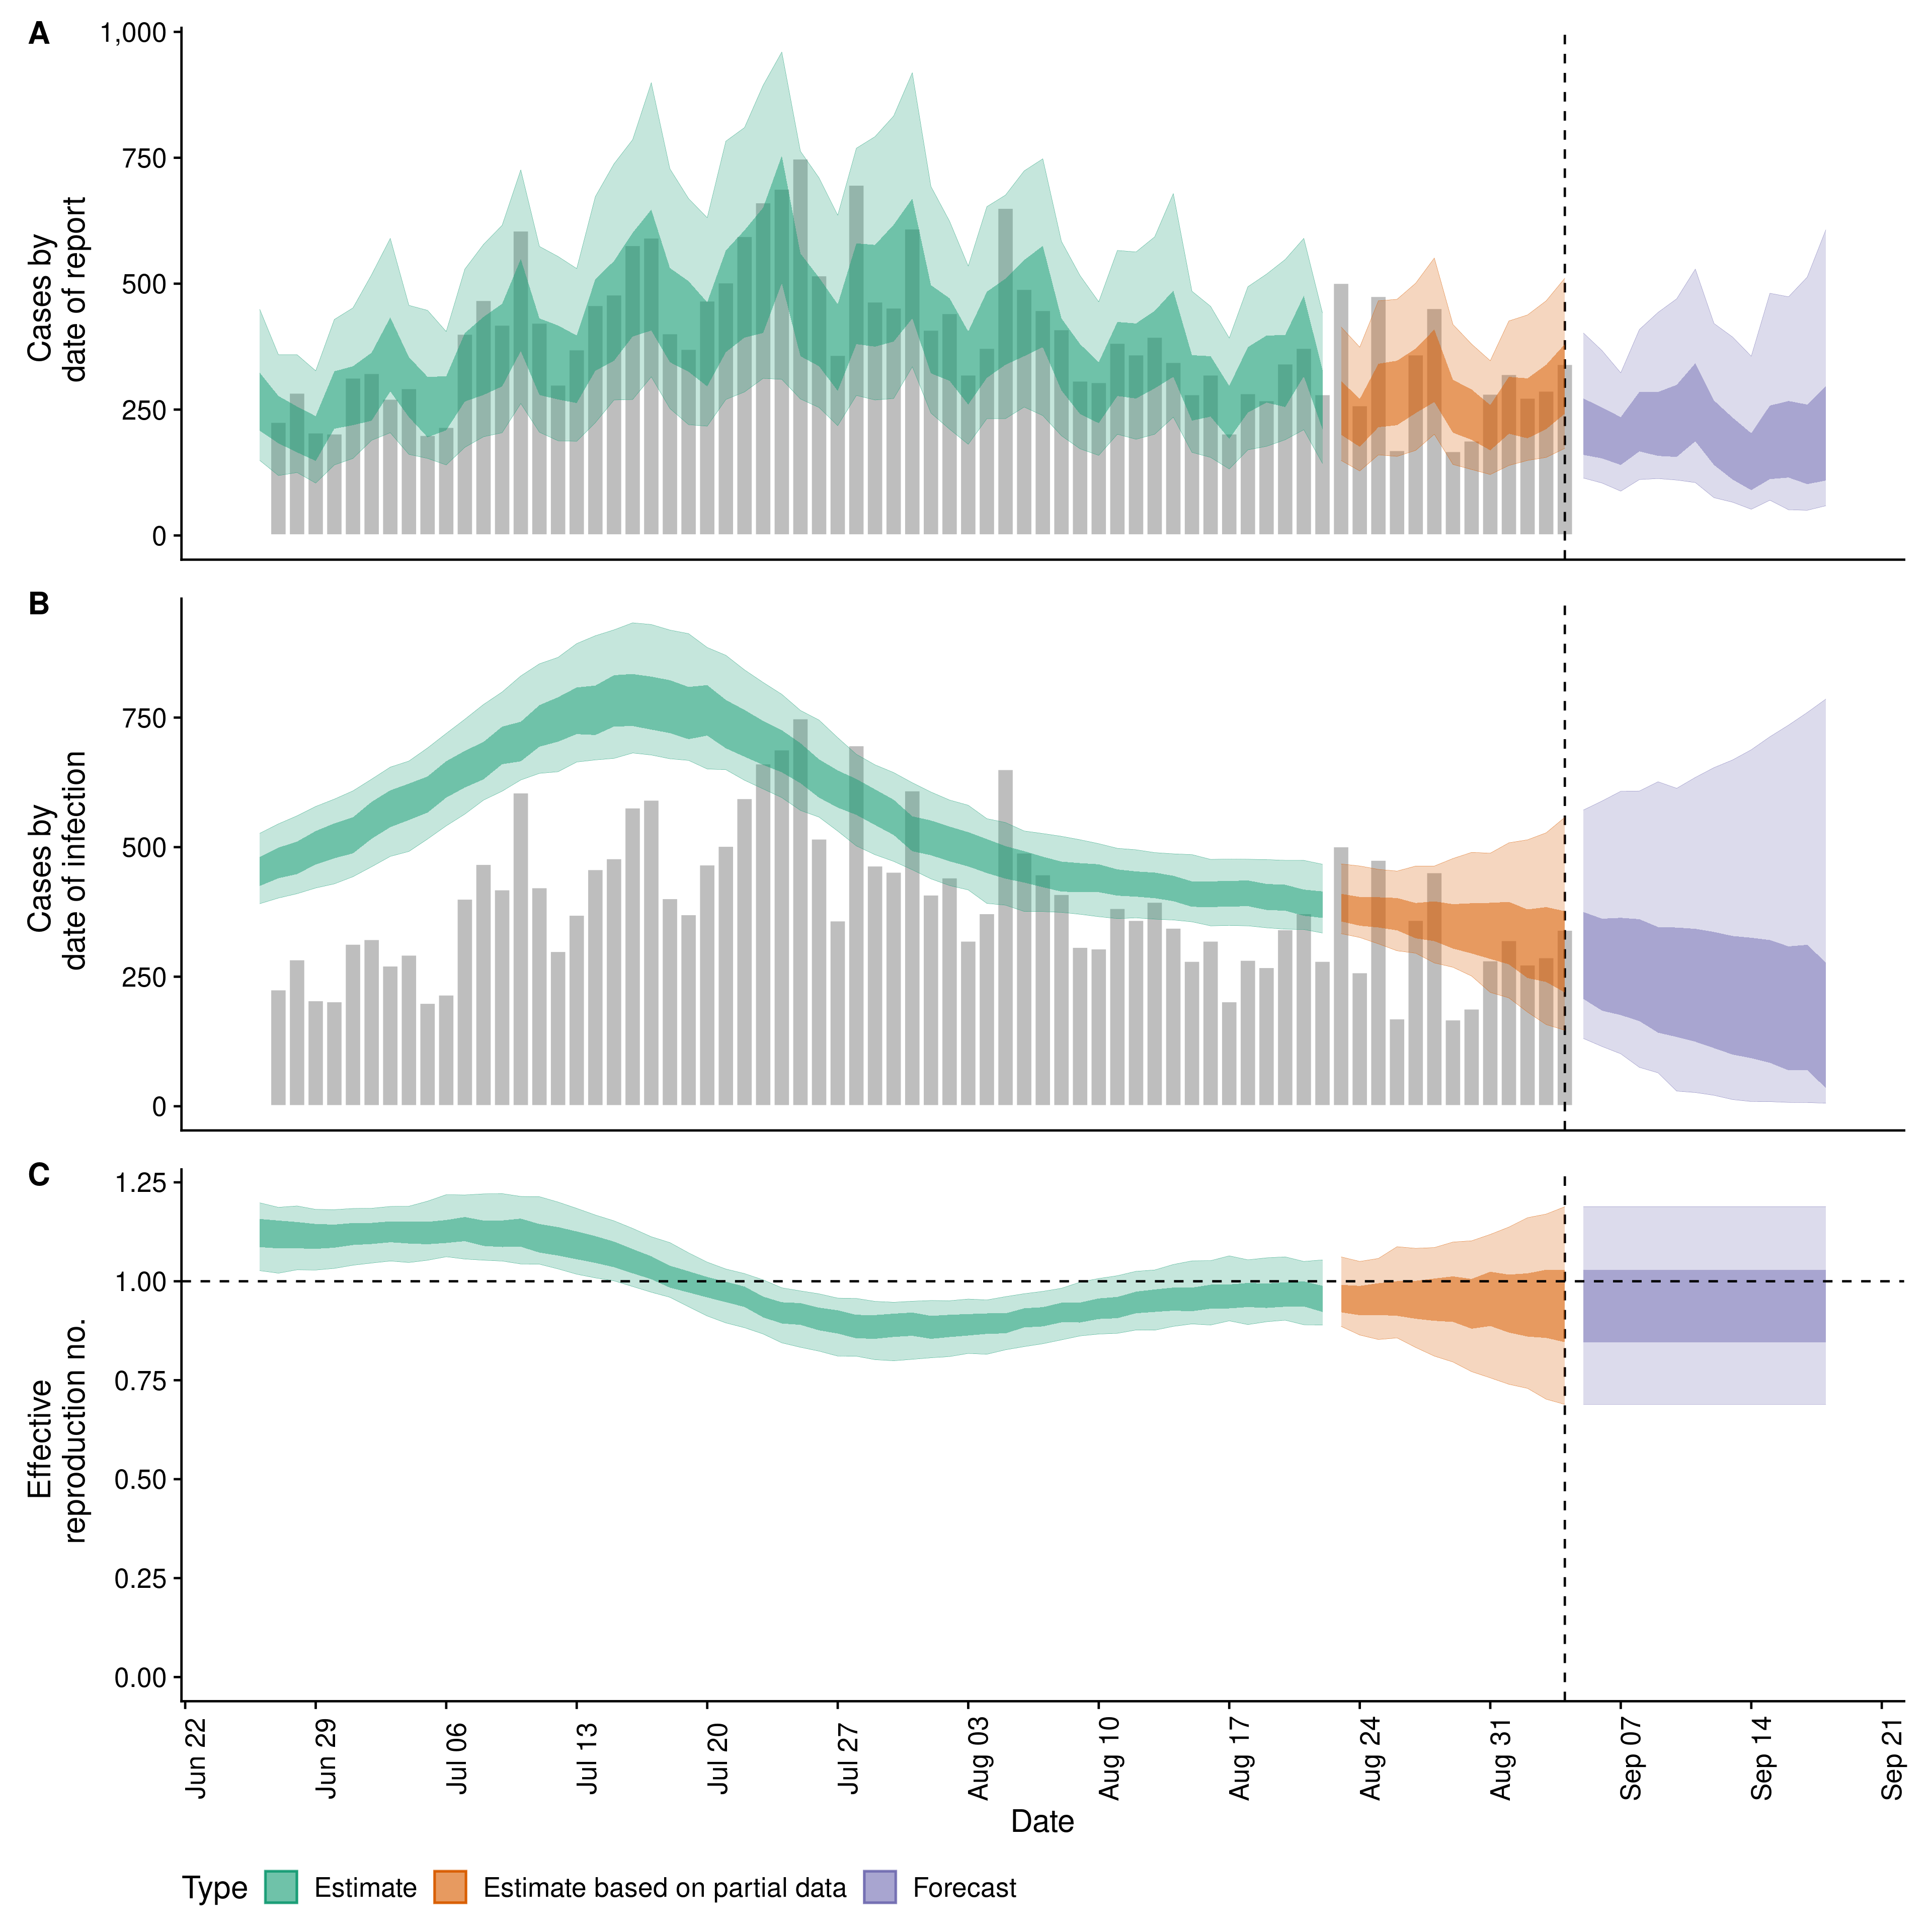 A
Cases by
date of report
1,000
750
500
250
0
B
Cases by
date of infection
750
500
250
0
C
Effective
reproduction no.
1.25
1.00
0.75
0.50
0.25
0.00
Jun 22
Jun 29
Jul 06
Jul 13
Jul 20
Jul 27
Aug 03
Aug 10
Aug 17
Aug 24
Aug 31
Sep 07
Sep 14
Sep 21
Date
Type Estimate Estimate based on partial data Forecast